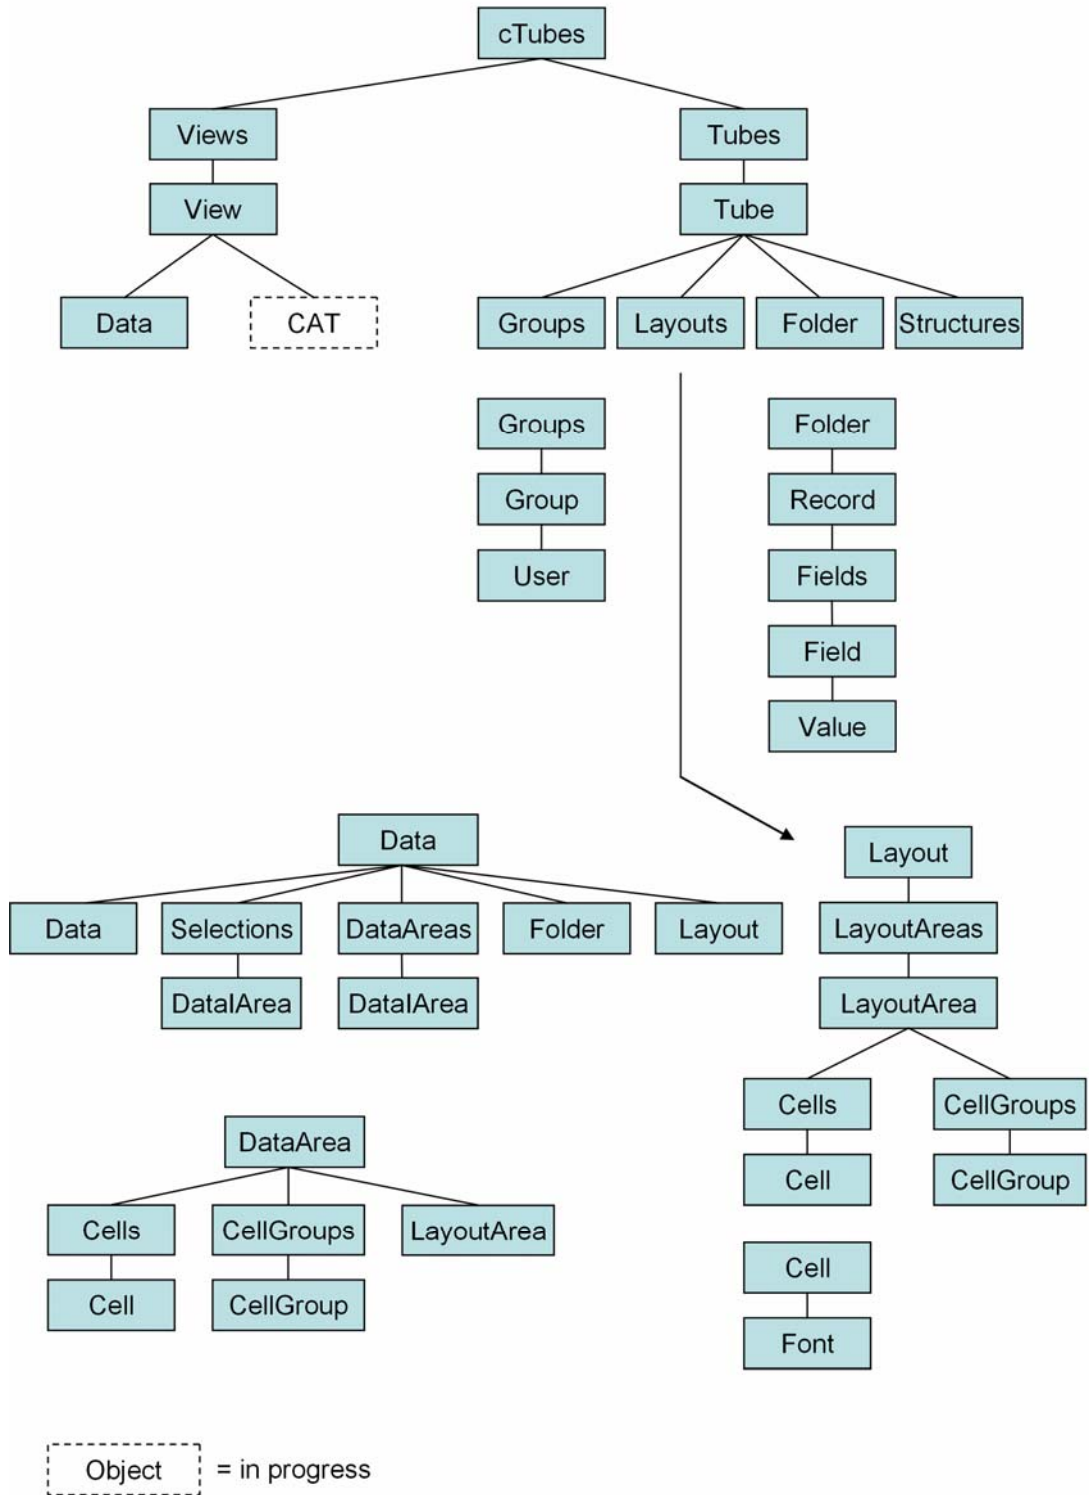 cTubes
Views Tubes
View Tube
Data CAT Groups Layouts Folder Structures
Groups Folder
Group Record
User Fields
Field
Value
Data Layout
Data Selections DataAreas Folder Layout LayoutAreas
DatalArea DatalArea LayoutArea
Cells CellGroups
DataArea
Cell CellGroup
Cells CellGroups LayoutArea
Cell
Cell CellGroup
Font
Object = in progress